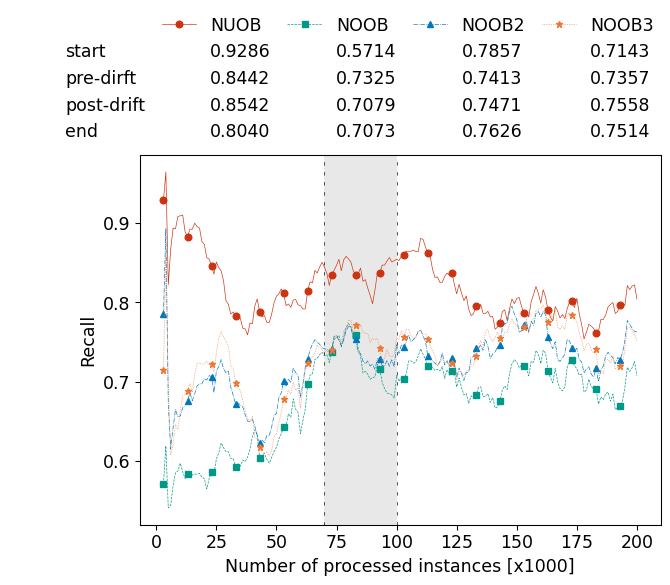 NUOB NOOB NOOB2 NOOB3
start 0.9286 0.5714 0.7857 0.7143
pre-dirft 0.8442 0.7325 0.7413 0.7357
post-drift 0.8542 0.7079 0.7471 0.7558
end 0.8040 0.7073 0.7626 0.7514
0.9
0.8
0.7
0.6
Recall
0 25 50 75 100 125 150 175 200
Number of processed instances [x1000]